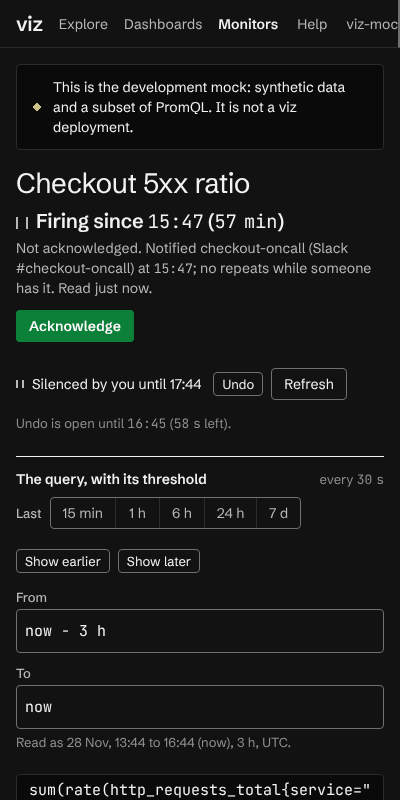 viz Explore Dashboards Monitors Help viz-moc
This is the development mock: synthetic data
and a subset of PromQL. It is not a viz
deployment.
Checkout 5xx ratio
Firing since 15:47 (57 min)
Not acknowledged. Notified checkout-oncall (Slack
#checkout-oncall) at 15:47; no repeats while someone
has it. Read just now.
Acknowledge
Silenced by you until 17:44 Undo Refresh
Undo is open until 16:45 (58 s left).
The query, with its threshold every 30 s
Last 15 min 1 h 6 h 24 h 7 d
Show earlier Show later
From
now - 3 h
To
now
Read as 28 Nov, 13:44 to 16:44 (now), 3 h, UTC.
sum(rate(http_requests_total{service="